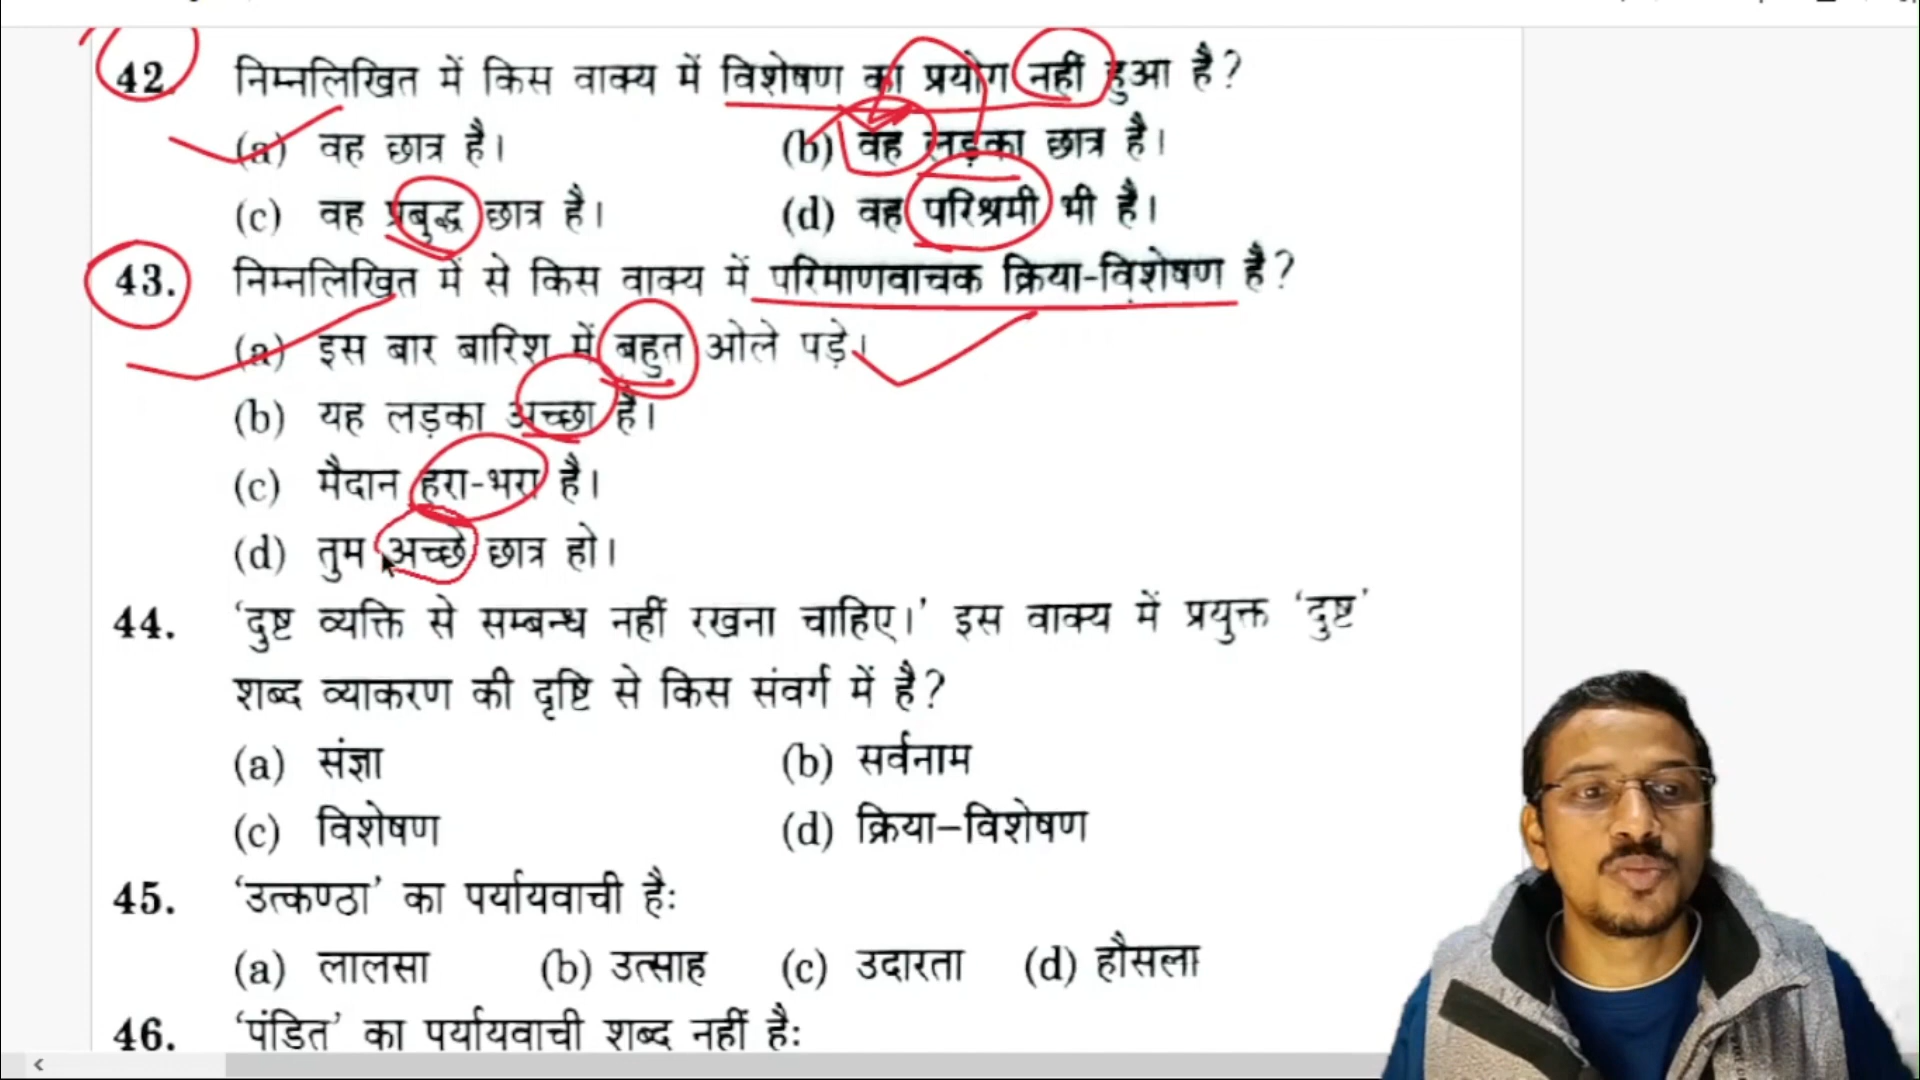 42. निम्नलिखित में किस वाक्य में विशेषण का प्रयोग नहीं हुआ है?
(a) वह छात्र है। (b) वह लड़का छात्र है।
(c) वह प्रबुद्ध छात्र है। (d) वह परिश्रमी भी है।
43. निम्नलिखित में से किस वाक्य में परिमाणवाचक क्रिया-विशेषण है?
(a) इस बार बारिश में बहुत ओले पड़े।
(b) यह लड़का अच्छा है।
(c) मैदान हरा-भरा है।
(d) तुम अच्छे छात्र हो।
44. 'दुष्ट व्यक्ति से सम्बन्ध नहीं रखना चाहिए।' इस वाक्य में प्रयुक्त 'दुष्ट'
शब्द व्याकरण की दृष्टि से किस संवर्ग में है?
(a) संज्ञा (b) सर्वनाम
(c) विशेषण (d) क्रिया–विशेषण
45. 'उत्कण्ठा' का पर्यायवाची है:
(a) लालसा (b) उत्साह (c) उदारता (d) हौसला
46. 'पंडित' का पर्यायवाची शब्द नहीं है: